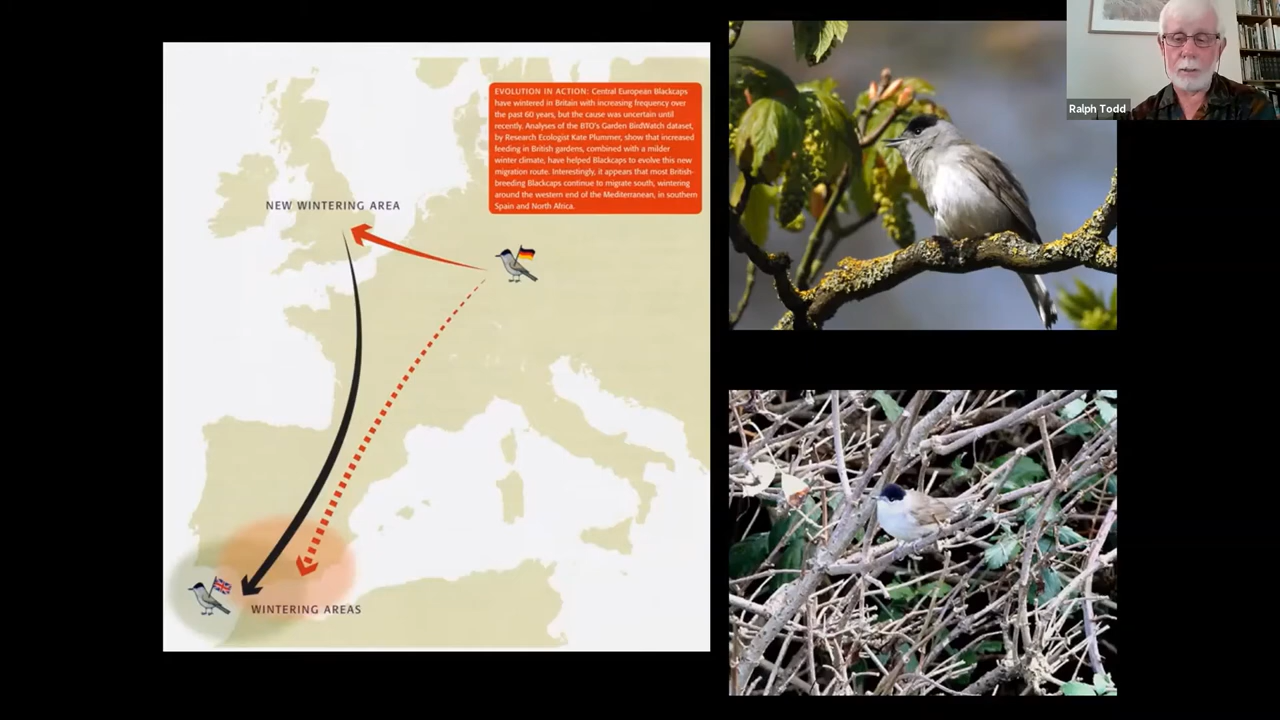 EVOLUTION IN ACTION: Central European Blackcaps
have wintered in Britain with increasing frequency over
the past 60 years, but the cause was uncertain until
recently. Analyses of the BTO's Garden BirdWatch dataset,
by Research Ecologist Kate Plummer, show that increased
feeding in British gardens, combined with a milder
winter climate, have helped Blackcaps to evolve this new
migration route. Interestingly, it appears that most British-
breeding Blackcaps continue to migrate south, wintering
around the western end of the Mediterranean, in southern
Spain and North Africa.
NEW WINTERING AREA
WINTERING AREAS
Ralph Todd